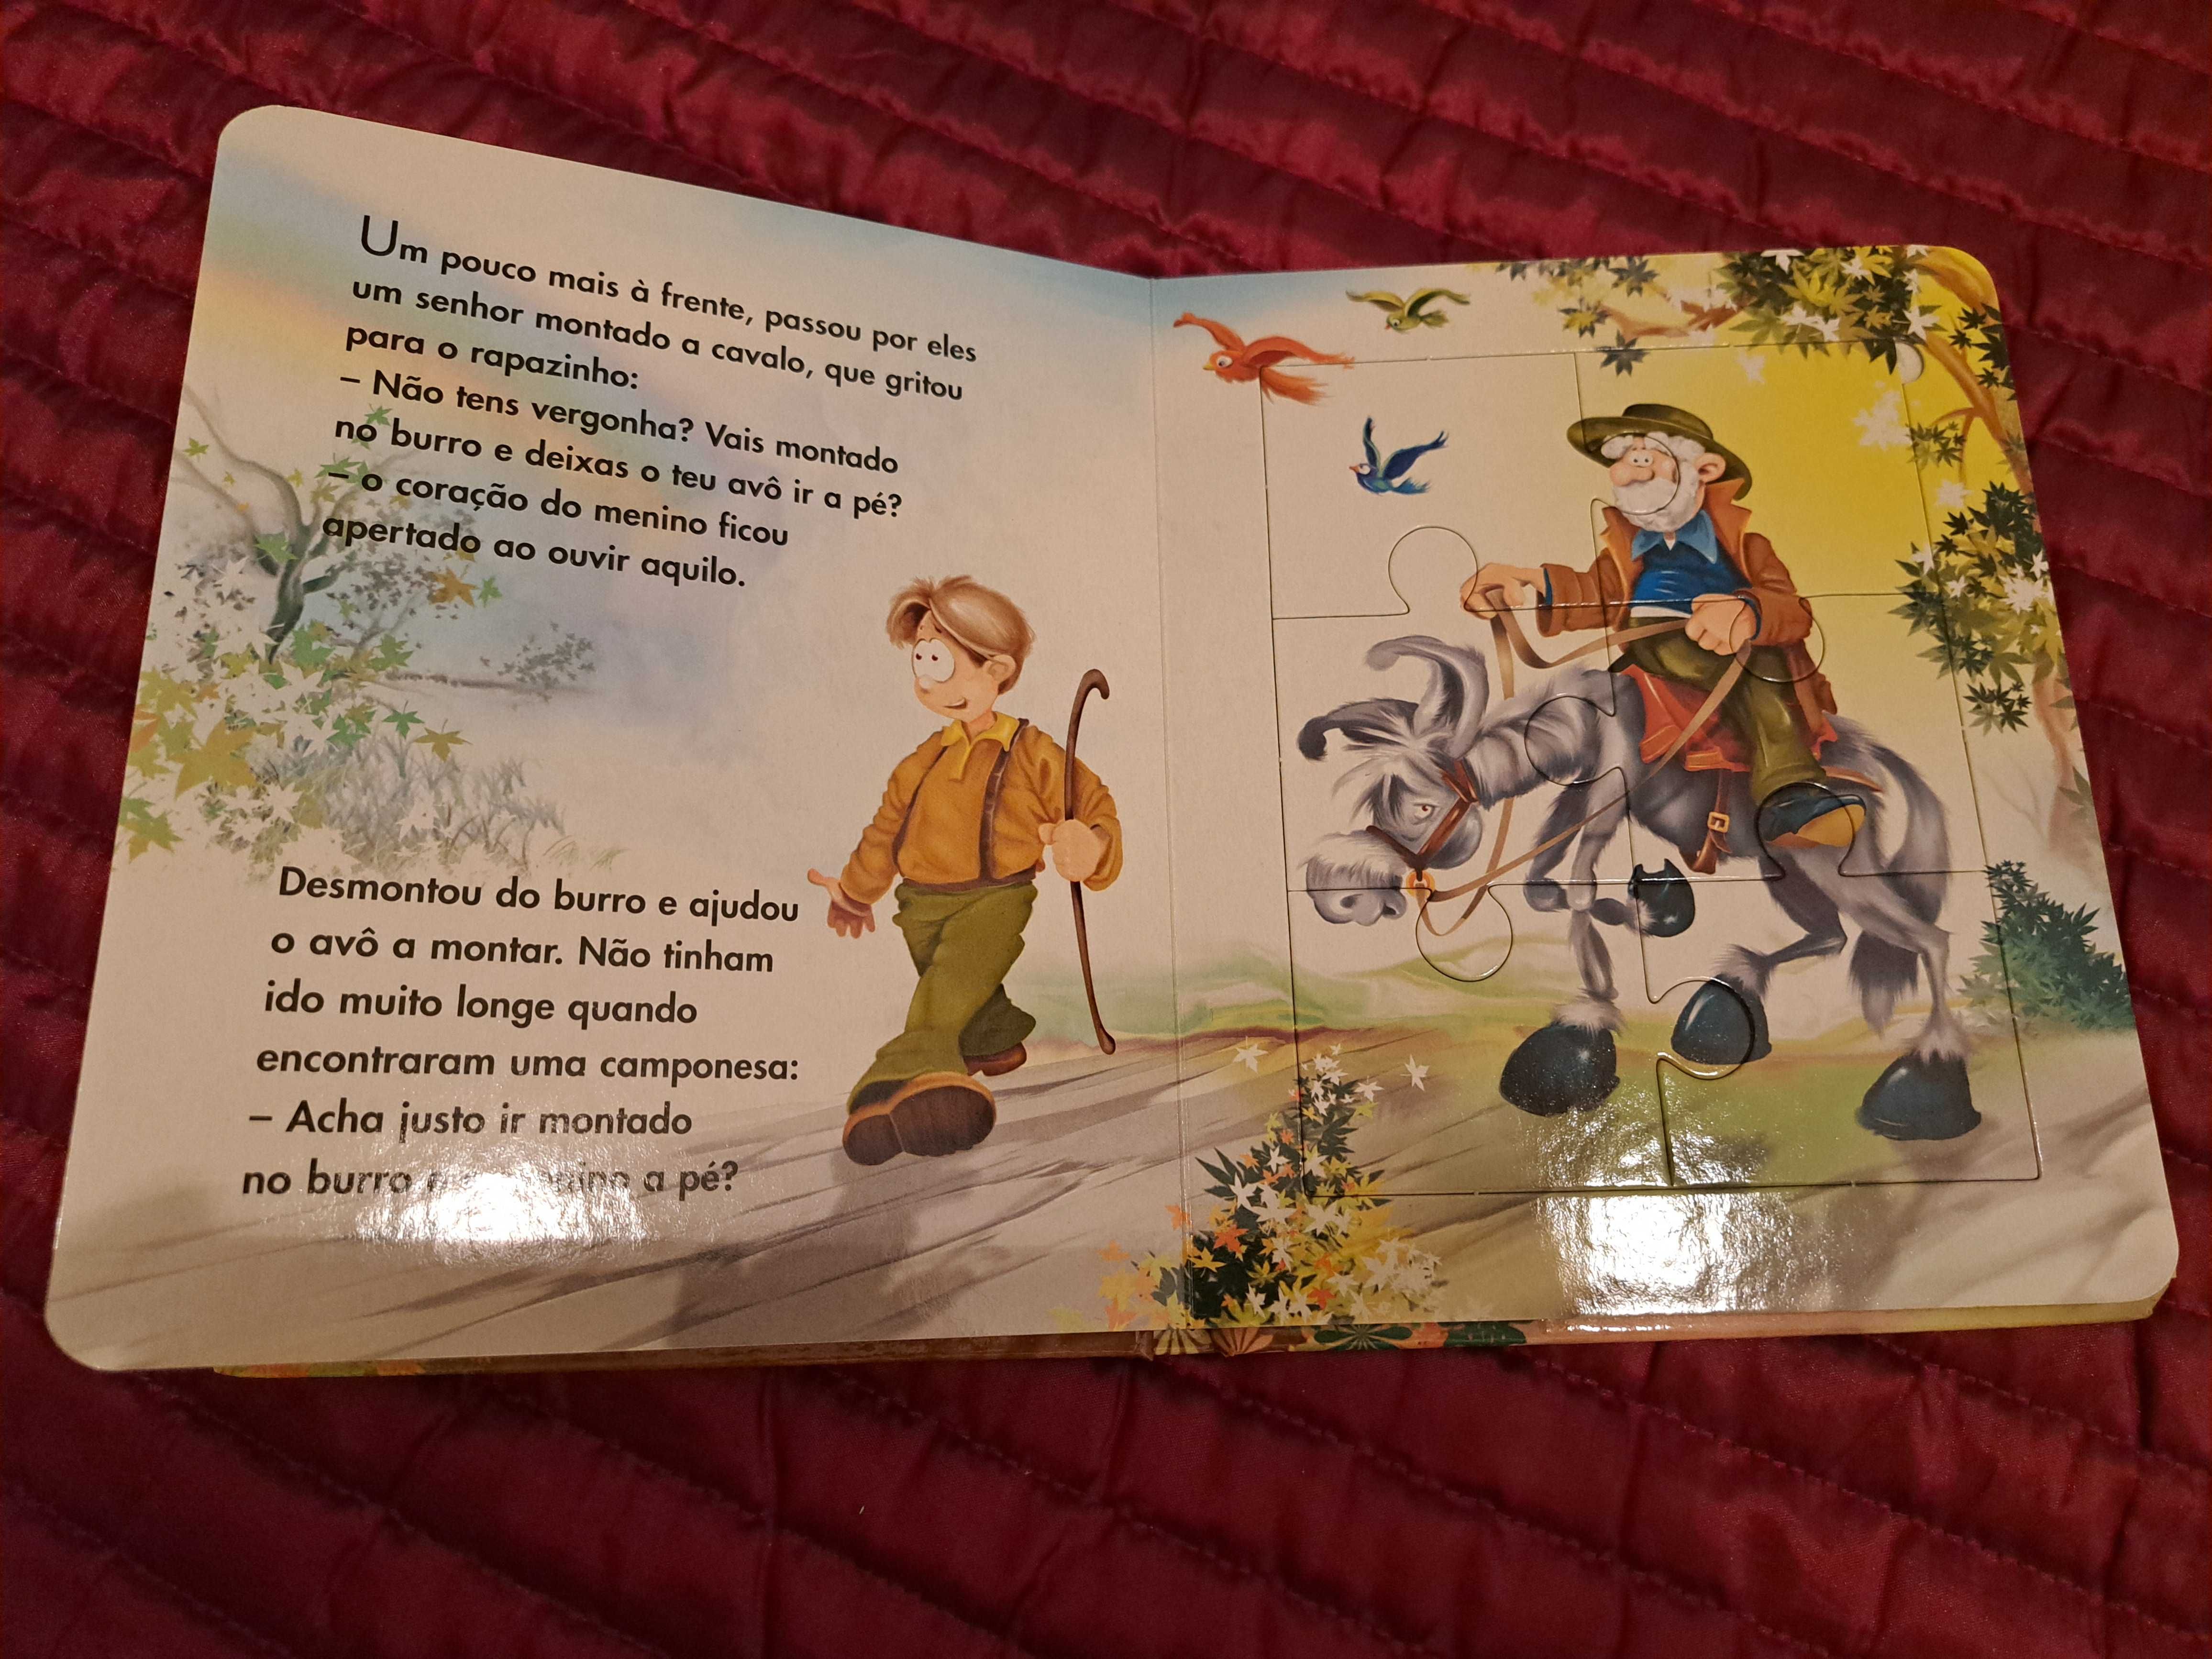 Um pouco mais à frente, passou por eles
um senhor montado a cavalo, que gritou
para o rapazinho:
– Não tens vergonha? Vais montado
no burro e deixas o teu avô ir a pé?
– o coração do menino ficou
apertado ao ouvir aquilo.
Desmontou do burro e ajudou
o avô a montar. Não tinham
ido muito longe quando
encontraram uma camponesa:
– Acha justo ir montado
no burro a pé?